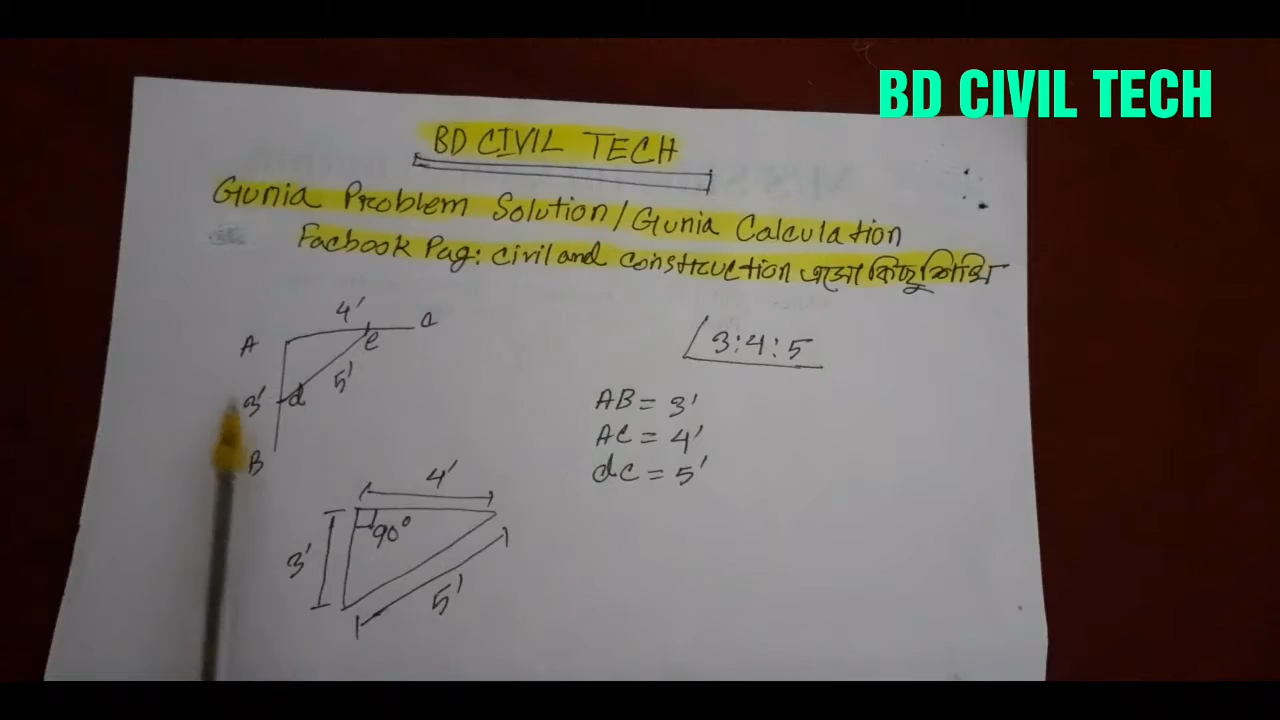 BD CIVIL TECH
BD CIVIL TECH
Gunia Problem Solution/Gunia Calculation
Facbook Pag: civil and construction এসো কিছু শিখি
4'
A e C
3' d 5'
B
3:4:5
AB = 3'
AC = 4'
dc = 5'
4'
90°
3'
5'